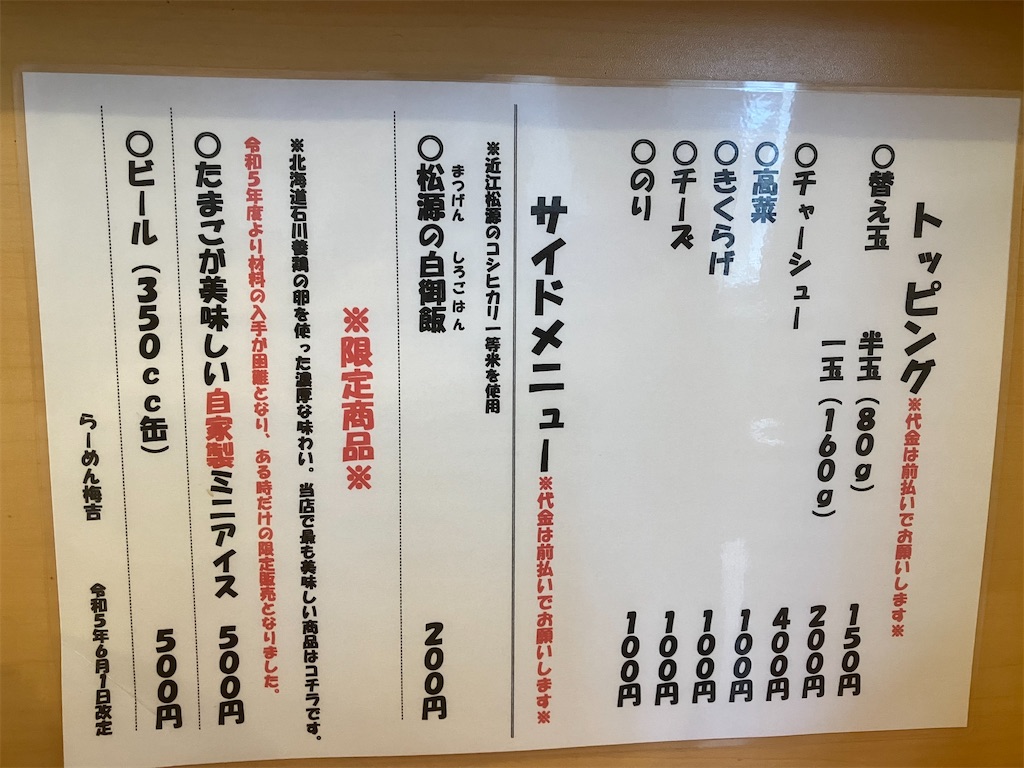 トッピング ※代金は前払いでお願いします※
○替え玉 半玉（80g） 150円
一玉（160g） 200円
○チャーシュー 400円
○高菜 100円
○きくらげ 100円
○チーズ 100円
○のり 100円
サイドメニュー ※代金は前払いでお願いします※
※近江松源のコシヒカリ一等米を使用
まつげん しろごはん
○松源の白御飯 200円
※限定商品※
※北海道石川養鶏の卵を使った濃厚な味わい。当店で最も美味しい商品はコチラです。
令和5年度より材料の入手が困難となり、ある時だけの限定販売となりました。
○たまごが美味しい自家製ミニアイス 500円
○ビール（350cc缶） 500円
らーめん梅吉 令和5年6月1日改定